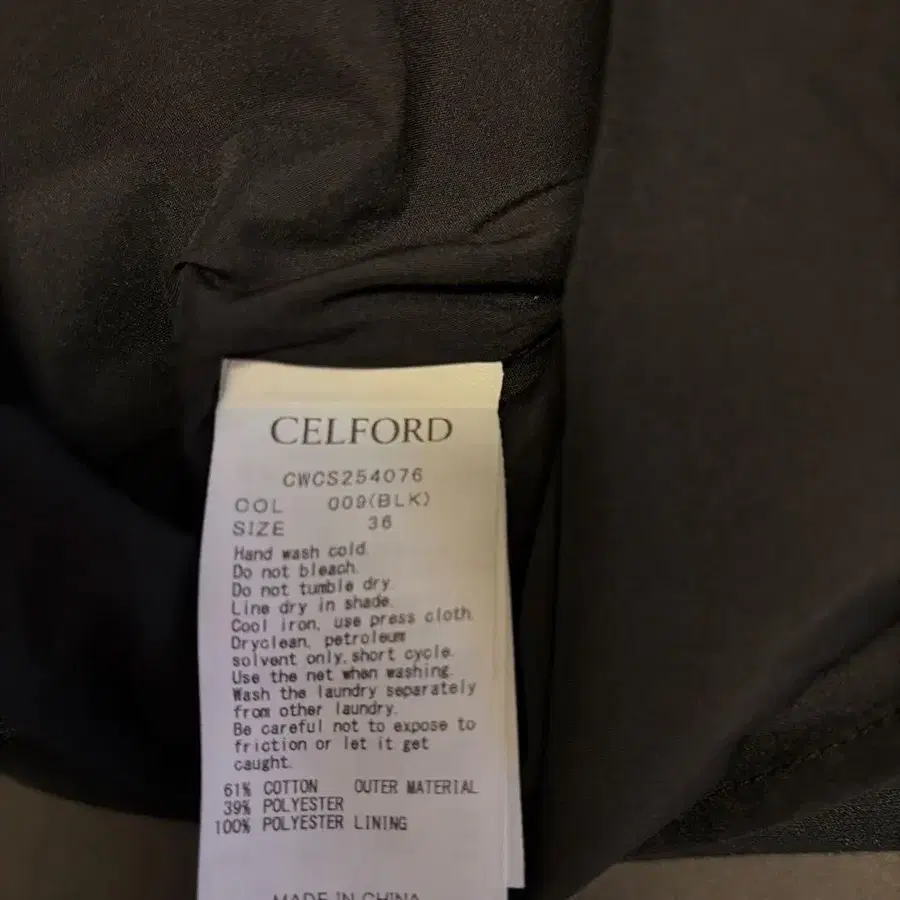 CELFORD
CWCS254076
COL 009(BLK)
SIZE 36
Hand wash cold.
Do not bleach.
Do not tumble dry.
Line dry in shade.
Cool iron, use press cloth.
Dryclean, petroleum
solvent only, short cycle.
Use the net when washing.
Wash the laundry separately
from other laundry.
Be careful not to expose to
friction or let it get
caught.
61% COTTON OUTER MATERIAL
39% POLYESTER
100% POLYESTER LINING
MADE IN CHINA